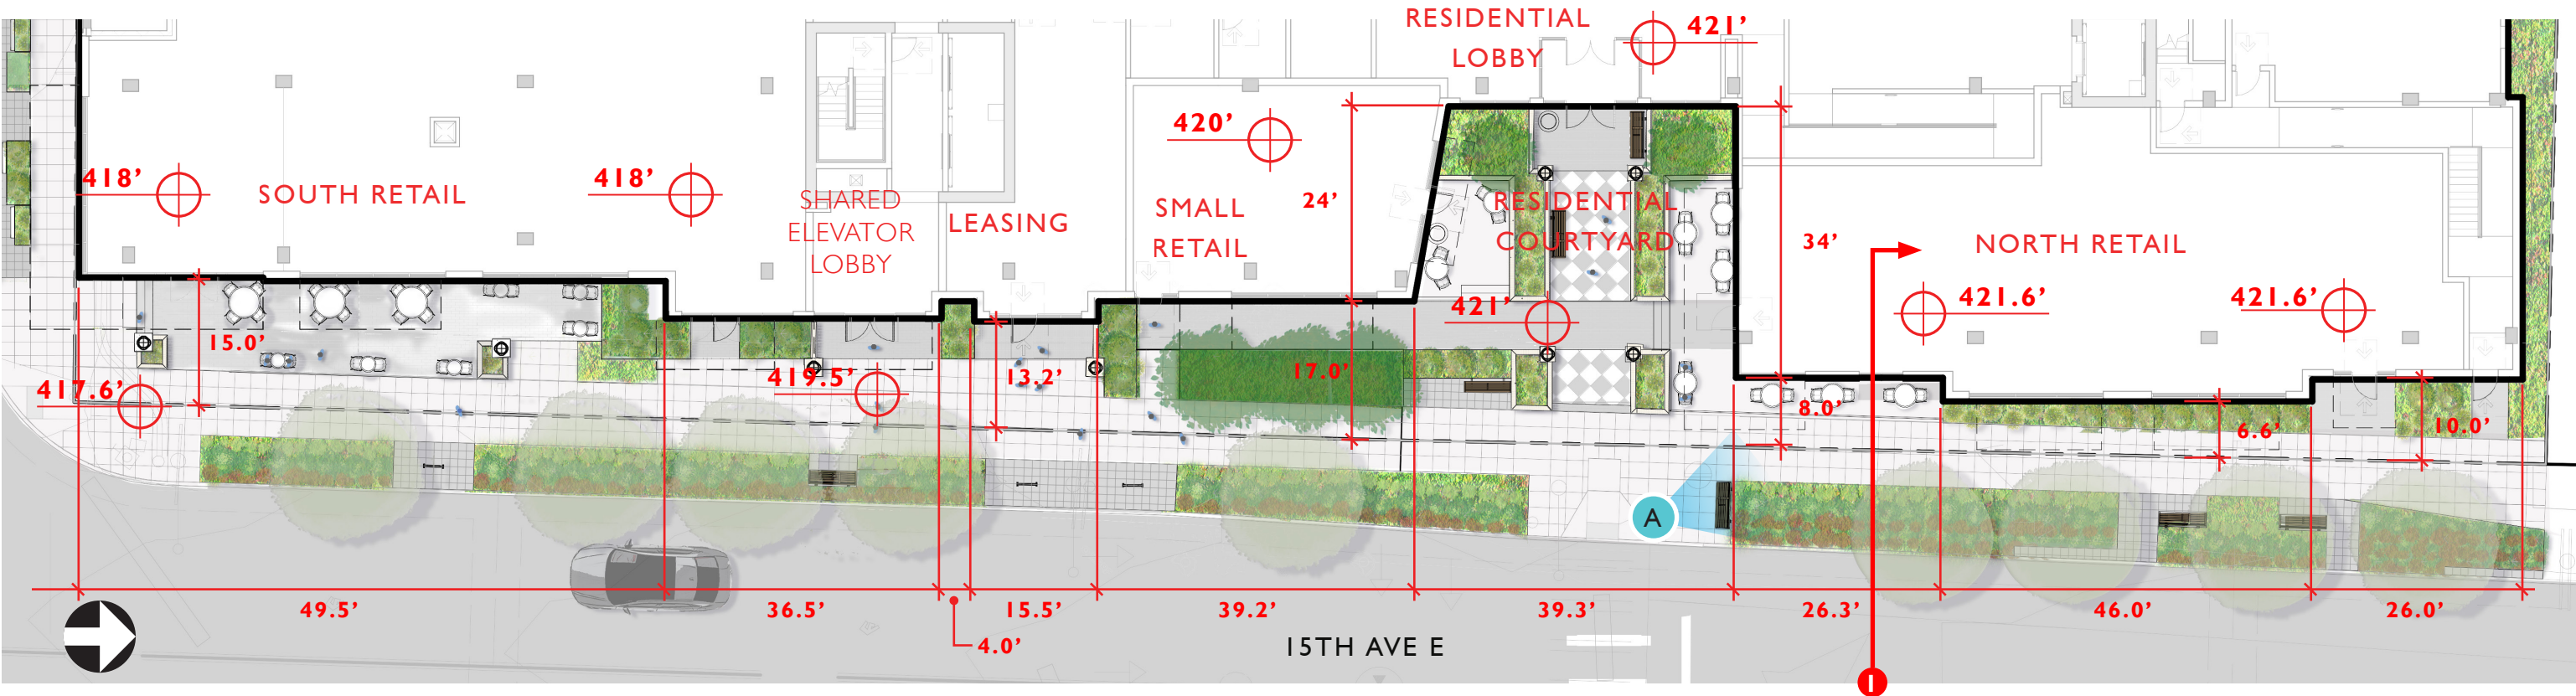 RESIDENTIAL
LOBBY
421'
420'
418'
SOUTH RETAIL
418'
SHARED
ELEVATOR
LOBBY
LEASING
SMALL
RETAIL
24'
RESIDENTIAL
COURTYARD
34'
NORTH RETAIL
421'
421.6'
421.6'
15.0'
417.6'
419.5'
13.2'
17.0'
8.0'
6.6'
10.0'
A
49.5'
36.5'
4.0'
15.5'
39.2'
39.3'
26.3'
46.0'
26.0'
15TH AVE E
1